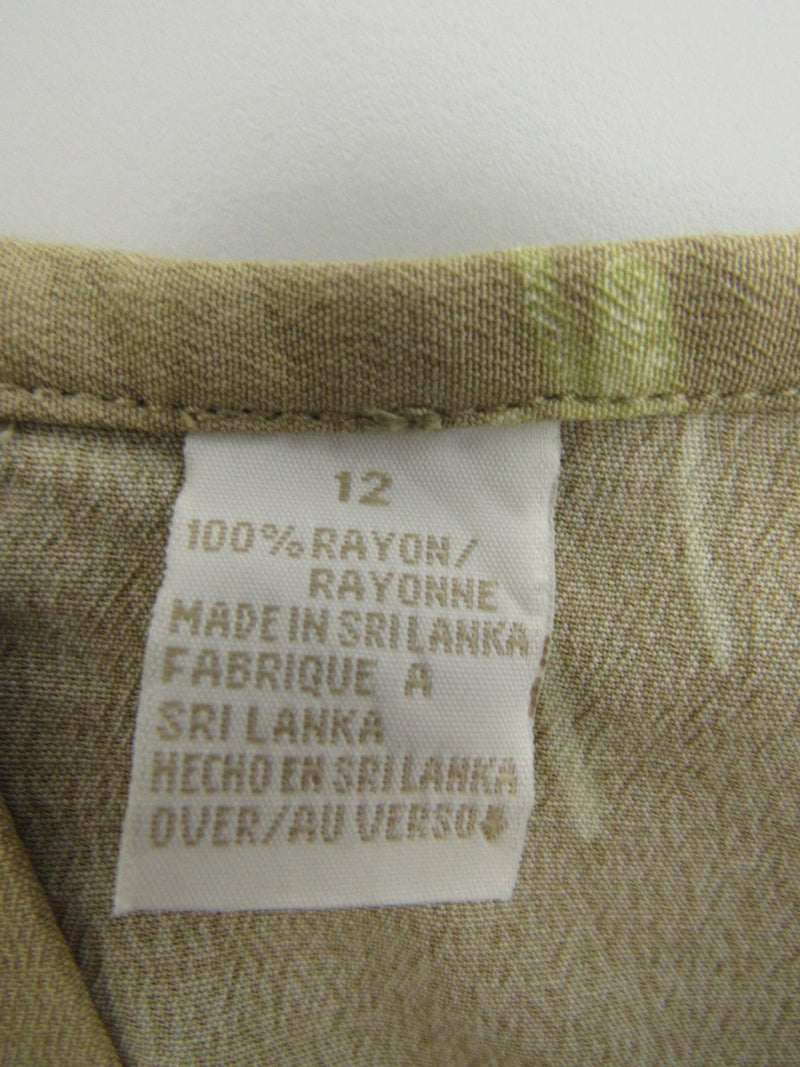 12
100% RAYON/
RAYONNE
MADE IN SRI LANKA
FABRIQUE A
SRI LANKA
HECHO EN SRI LANKA
OVER/AU VERSO